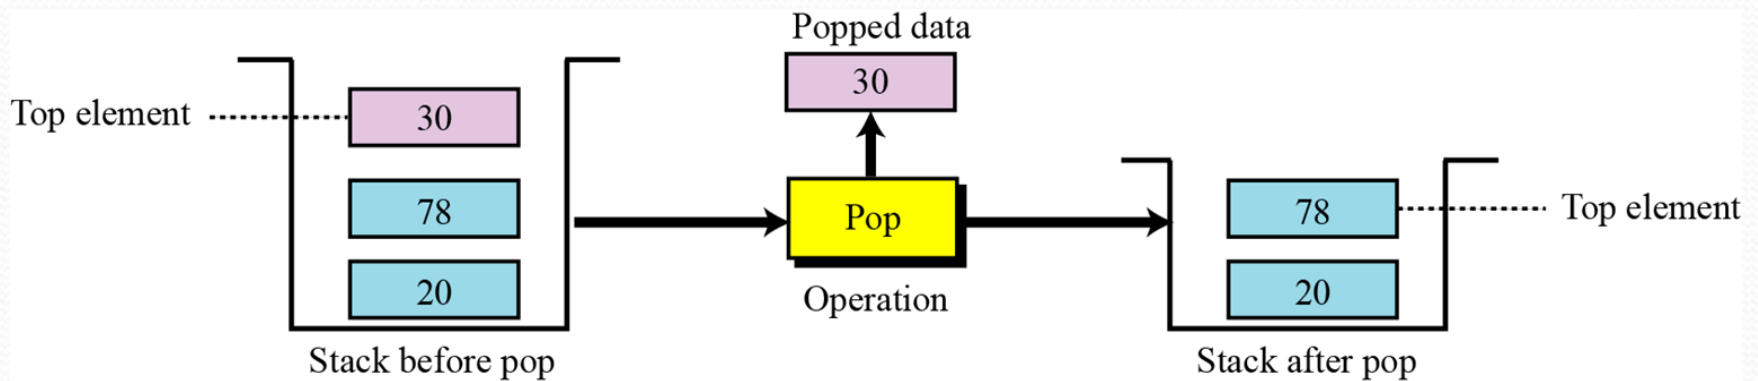 Popped data
30
Top element
30
78
20
Stack before pop
Pop
Operation
78
Top element
20
Stack after pop